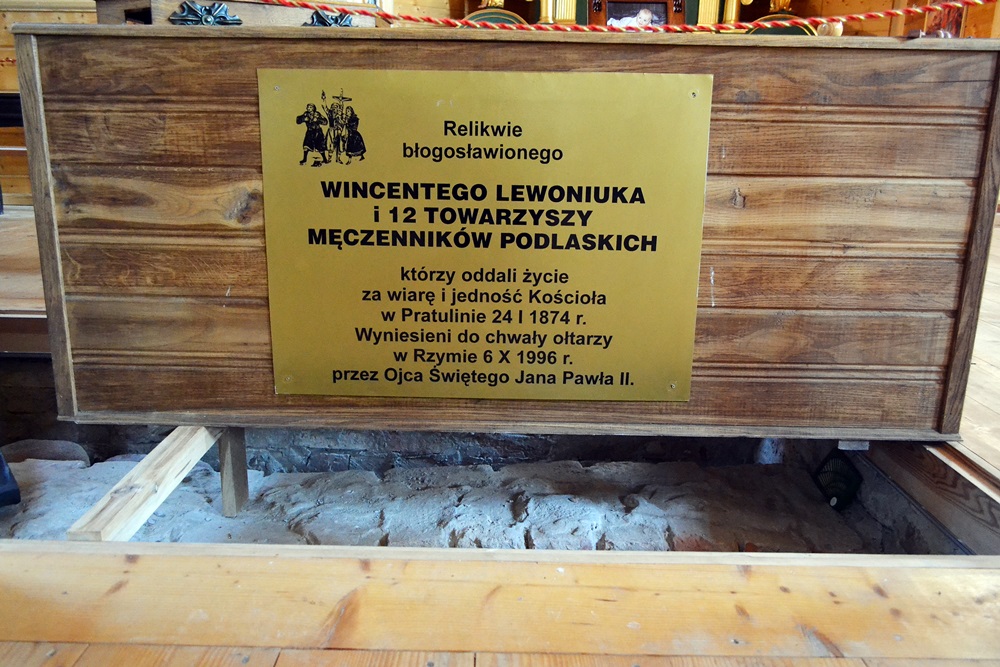 Relikwie
błogosławionego
WINCENTEGO LEWONIUKA
i 12 TOWARZYSZY
MĘCZENNIKÓW PODLASKICH
którzy oddali życie
za wiarę i jedność Kościoła
w Pratulinie 24 I 1874 r.
Wyniesieni do chwały ołtarzy
w Rzymie 6 X 1996 r.
przez Ojca Świętego Jana Pawła II.